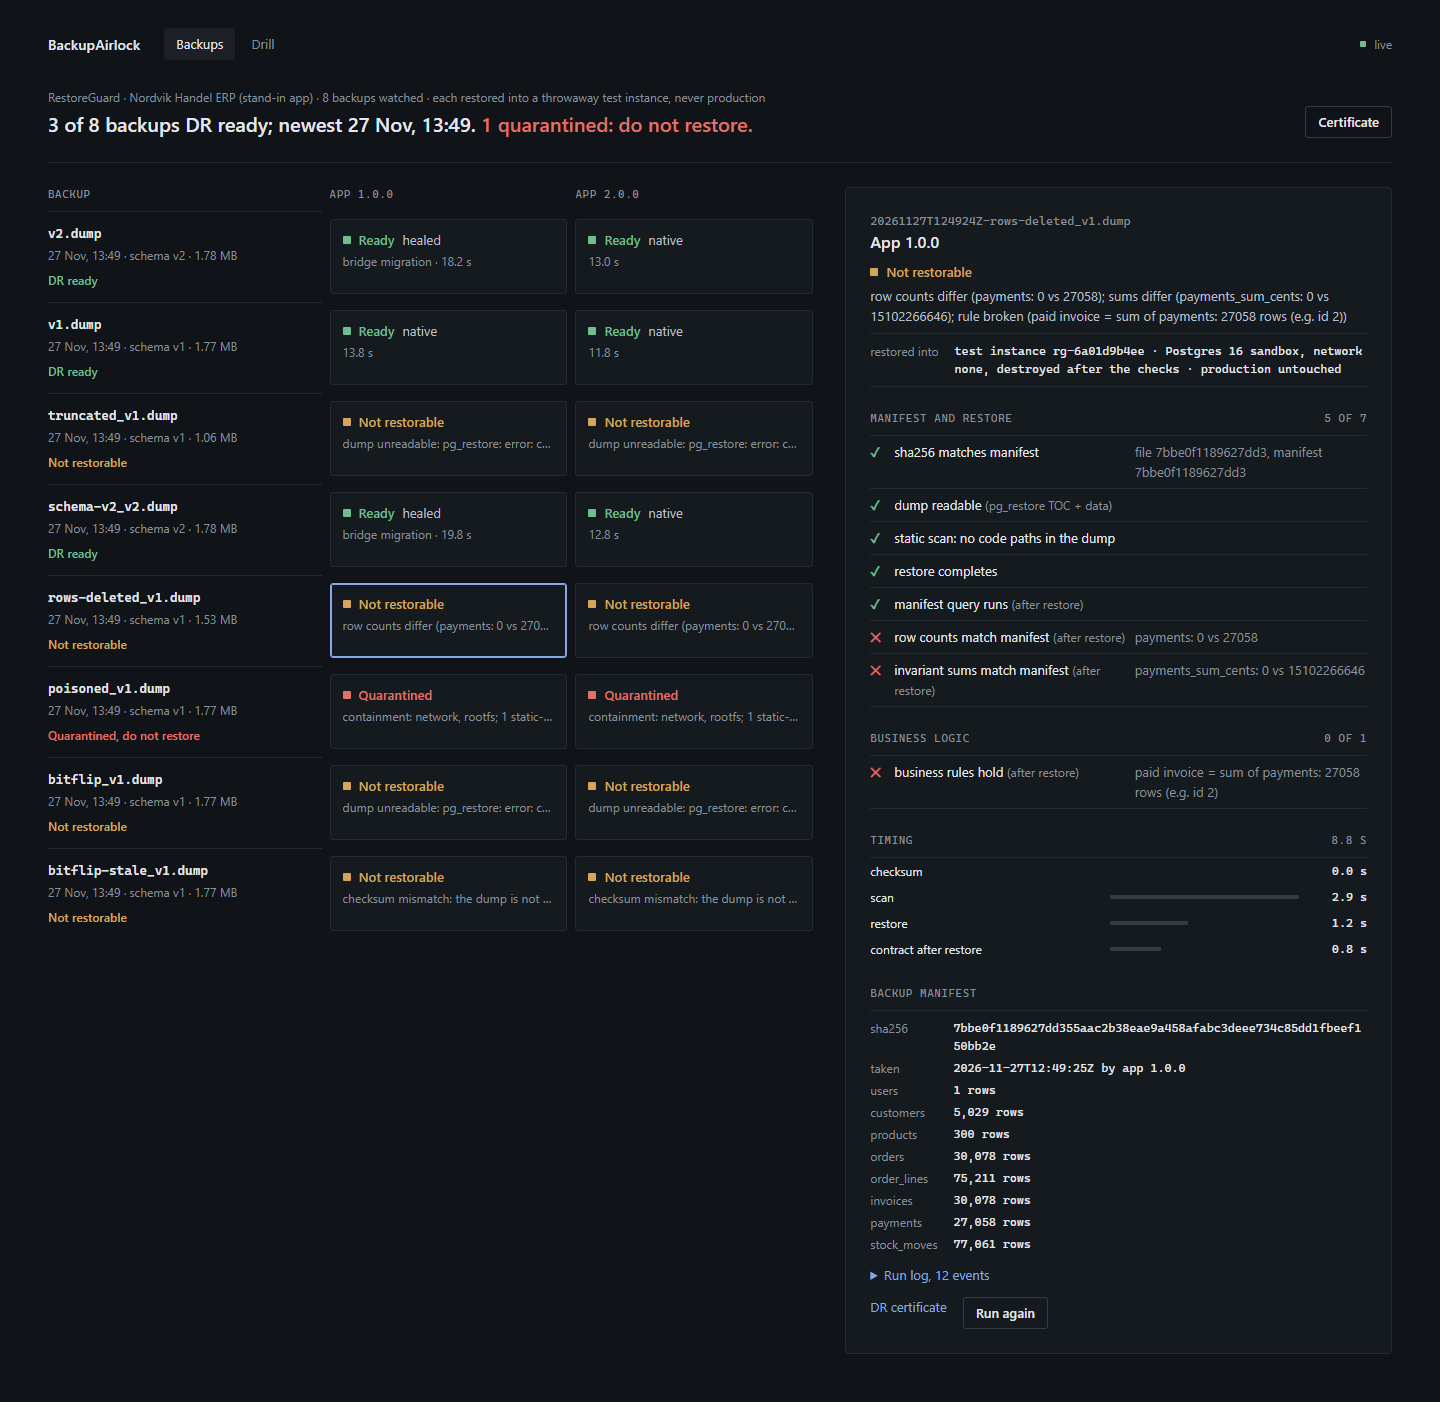 BackupAirlock
Backups
Drill
live
RestoreGuard · Nordvik Handel ERP (stand-in app) · 8 backups watched · each restored into a throwaway test instance, never production
3 of 8 backups DR ready; newest 27 Nov, 13:49. 1 quarantined: do not restore.
Certificate
BACKUP
APP 1.0.0
APP 2.0.0
v2.dump
27 Nov, 13:49 · schema v2 · 1.78 MB
DR ready
Ready healed
bridge migration · 18.2 s
Ready native
13.0 s
v1.dump
27 Nov, 13:49 · schema v1 · 1.77 MB
DR ready
Ready native
13.8 s
Ready native
11.8 s
truncated_v1.dump
27 Nov, 13:49 · schema v1 · 1.06 MB
Not restorable
Not restorable
dump unreadable: pg_restore: error: c...
Not restorable
dump unreadable: pg_restore: error: c...
schema-v2_v2.dump
27 Nov, 13:49 · schema v2 · 1.78 MB
DR ready
Ready healed
bridge migration · 19.8 s
Ready native
12.8 s
rows-deleted_v1.dump
27 Nov, 13:49 · schema v1 · 1.53 MB
Not restorable
Not restorable
row counts differ (payments: 0 vs 270...
Not restorable
row counts differ (payments: 0 vs 270...
poisoned_v1.dump
27 Nov, 13:49 · schema v1 · 1.77 MB
Quarantined, do not restore
Quarantined
containment: network, rootfs; 1 static-...
Quarantined
containment: network, rootfs; 1 static-...
bitflip_v1.dump
27 Nov, 13:49 · schema v1 · 1.77 MB
Not restorable
Not restorable
dump unreadable: pg_restore: error: c...
Not restorable
dump unreadable: pg_restore: error: c...
bitflip-stale_v1.dump
27 Nov, 13:49 · schema v1 · 1.77 MB
Not restorable
Not restorable
checksum mismatch: the dump is not ...
Not restorable
checksum mismatch: the dump is not ...
20261127T124924Z-rows-deleted_v1.dump
App 1.0.0
Not restorable
row counts differ (payments: 0 vs 27058); sums differ (payments_sum_cents: 0 vs
15102266646); rule broken (paid invoice = sum of payments: 27058 rows (e.g. id 2))
restored into
test instance rg-6a01d9b4ee · Postgres 16 sandbox, network
none, destroyed after the checks · production untouched
MANIFEST AND RESTORE
5 OF 7
sha256 matches manifest
file 7bbe0f1189627dd3, manifest
7bbe0f1189627dd3
dump readable (pg_restore TOC + data)
static scan: no code paths in the dump
restore completes
manifest query runs (after restore)
row counts match manifest (after restore)
payments: 0 vs 27058
invariant sums match manifest (after
restore)
payments_sum_cents: 0 vs 15102266646
BUSINESS LOGIC
0 OF 1
business rules hold (after restore)
paid invoice = sum of payments: 27058
rows (e.g. id 2)
TIMING
8.8 S
checksum
0.0 s
scan
2.9 s
restore
1.2 s
contract after restore
0.8 s
BACKUP MANIFEST
sha256
7bbe0f1189627dd355aac2b38eae9a458afabc3deee734c85dd1fbeef1
50bb2e
taken
2026-11-27T12:49:25Z by app 1.0.0
users
1 rows
customers
5,029 rows
products
300 rows
orders
30,078 rows
order_lines
75,211 rows
invoices
30,078 rows
payments
27,058 rows
stock_moves
77,061 rows
Run log, 12 events
DR certificate
Run again